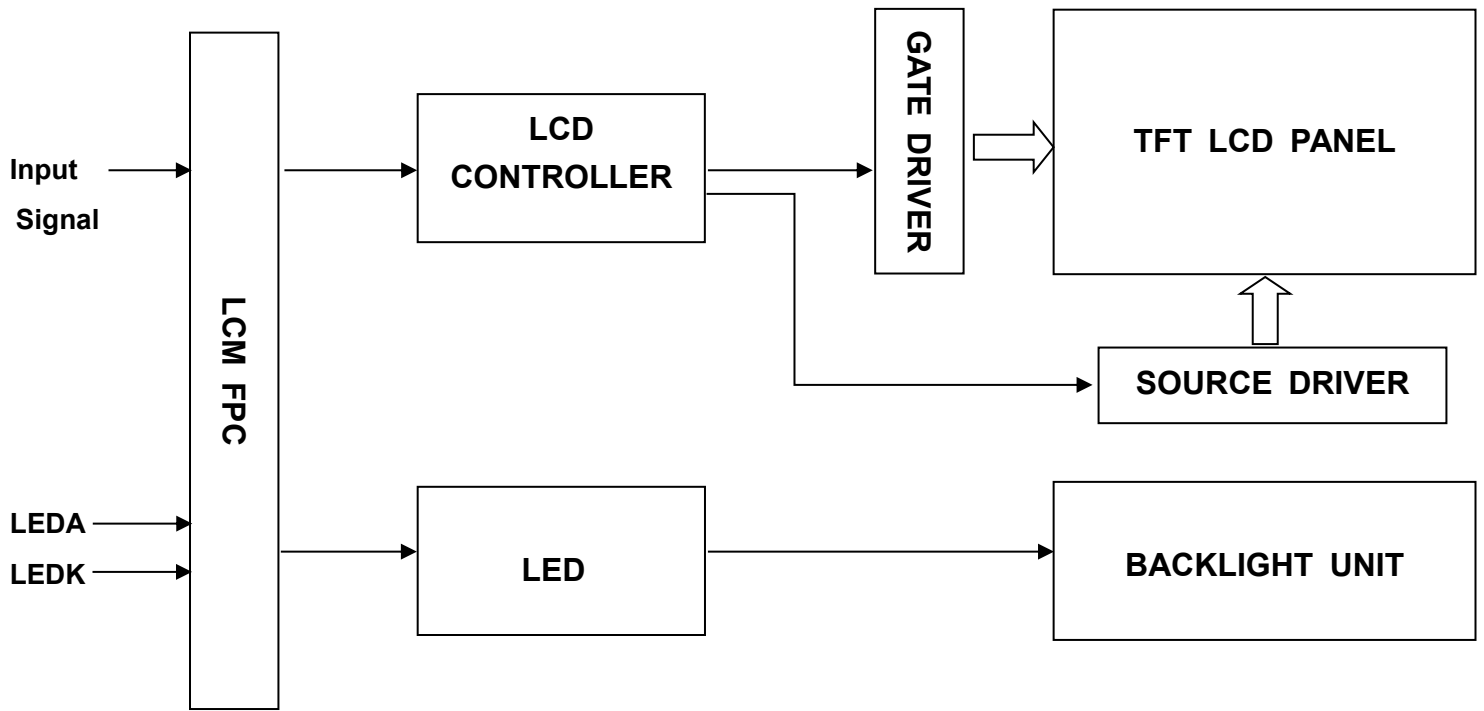 Input
Signal
LEDA
LEDK
LCM FPC
LCD
CONTROLLER
LED
GATE DRIVER
TFT LCD PANEL
SOURCE DRIVER
BACKLIGHT UNIT